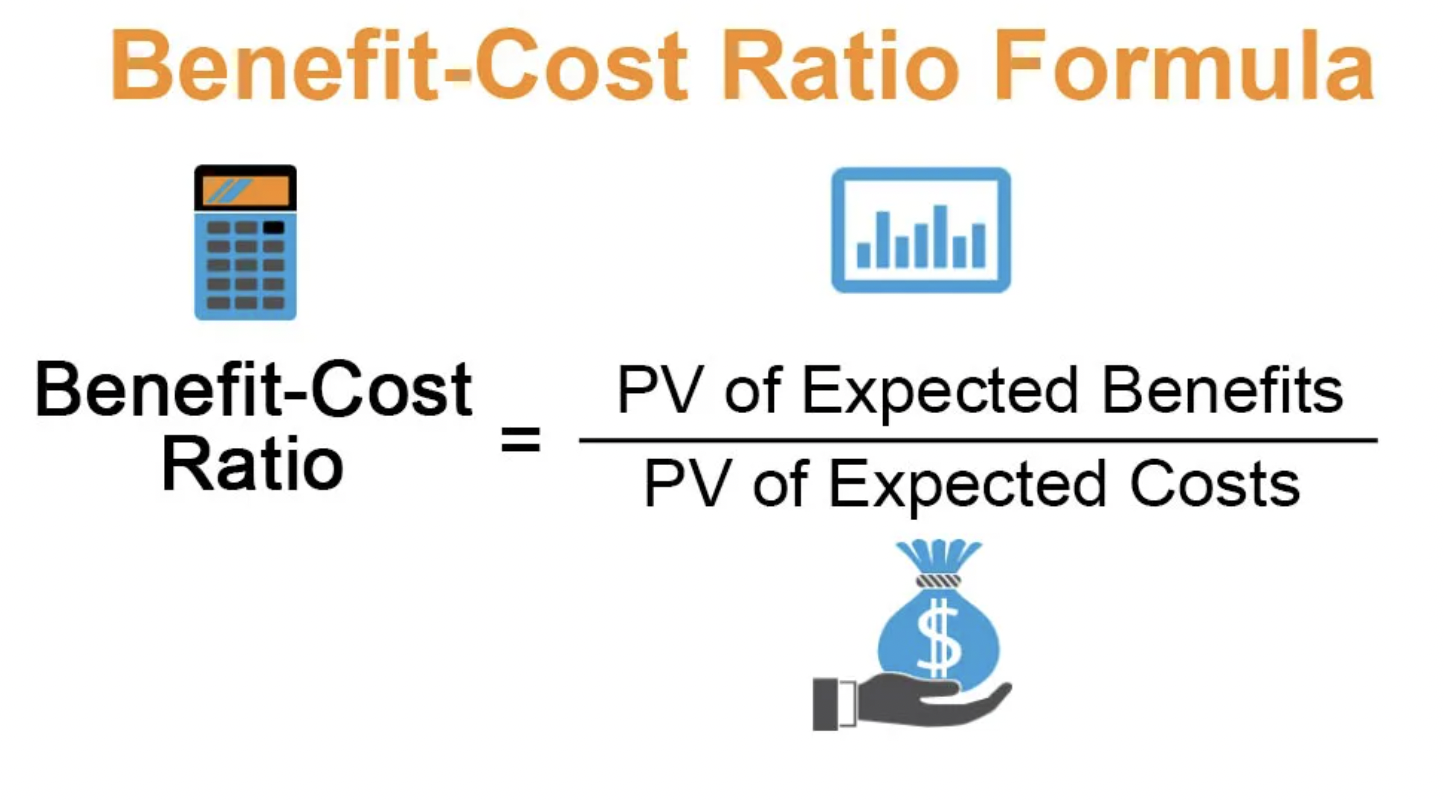 Benefit-Cost Ratio Formula
Benefit-Cost
Ratio
=
PV of Expected Benefits
PV of Expected Costs
$